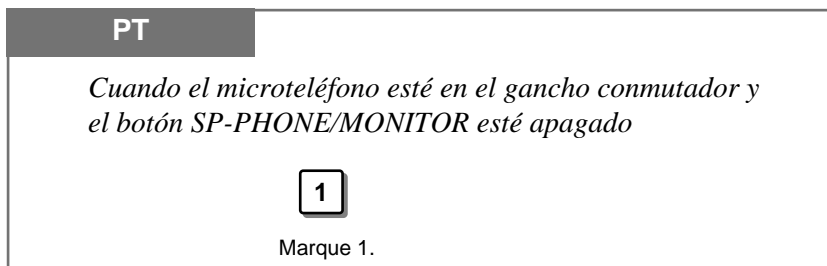 PT
Cuando el microteléfono esté en el gancho conmutador y
el botón SP-PHONE/MONITOR esté apagado
1
Marque 1.